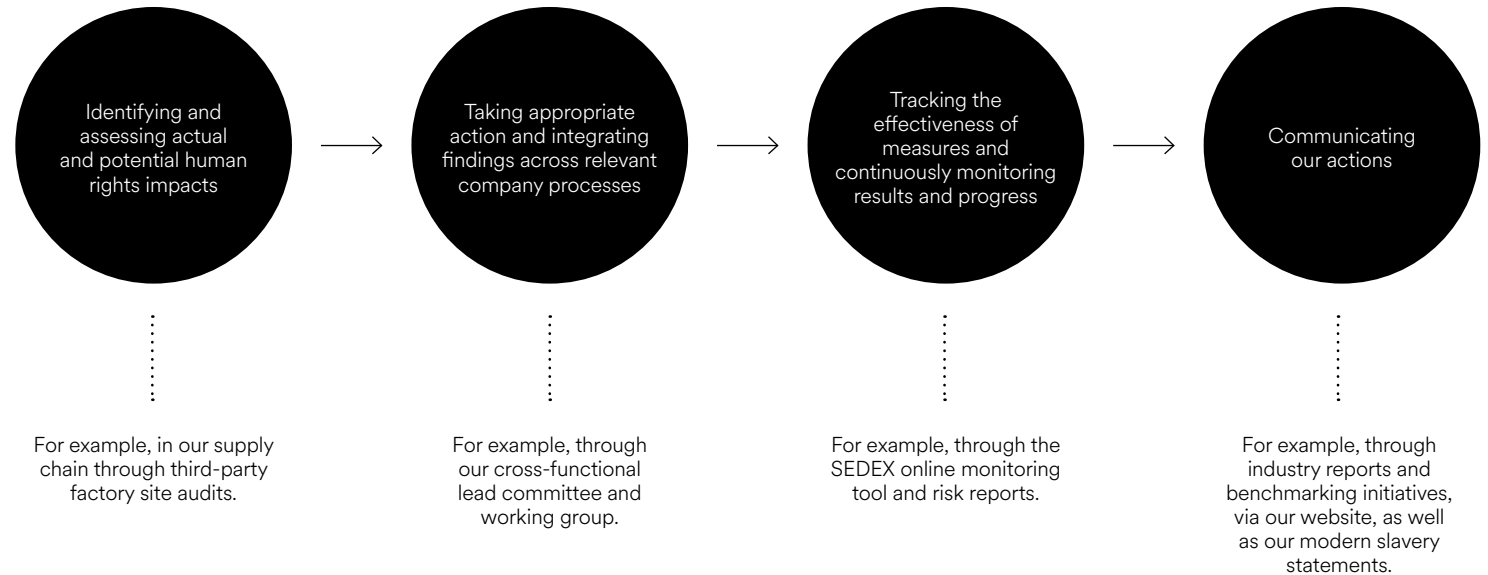 Identifying and
assessing actual
and potential human
rights impacts
Taking appropriate
action and integrating
findings across relevant
company processes
Tracking the
effectiveness of
measures and
continuously monitoring
results and progress
Communicating
our actions
For example, in our supply
chain through third-party
factory site audits.
For example, through
our cross-functional
lead committee and
working group.
For example, through the
SEDEX online monitoring
tool and risk reports.
For example, through
industry reports and
benchmarking initiatives,
via our website, as well
as our modern slavery
statements.